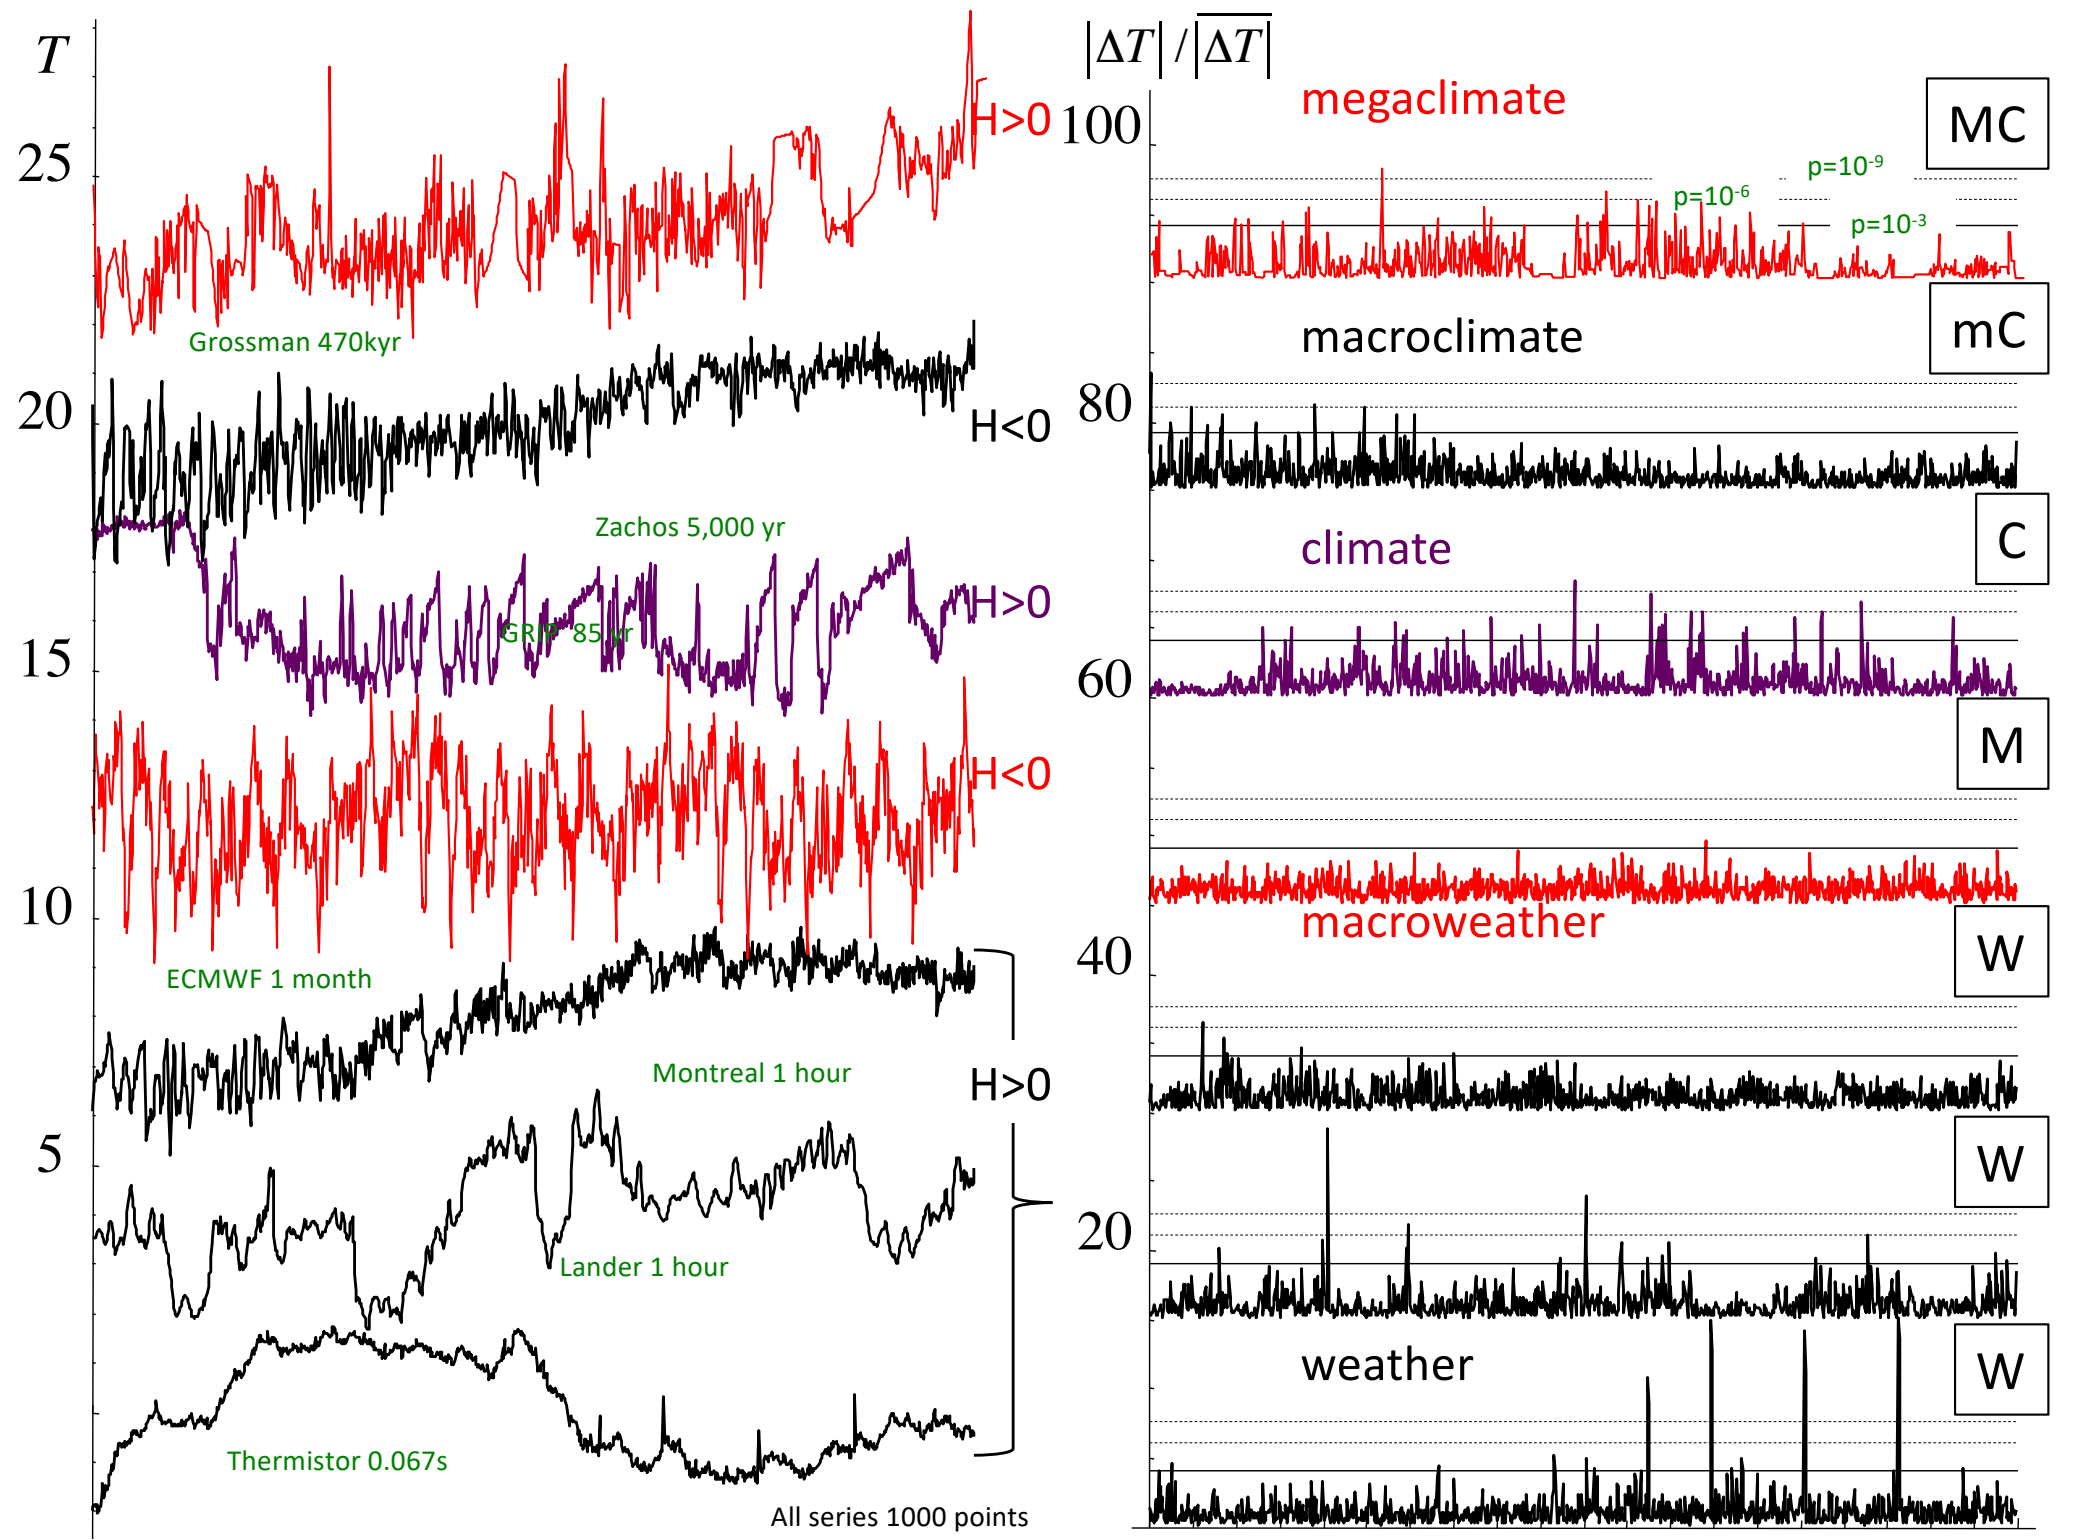 T
25
20
15
10
5
H>0
Grossman 470kyr
H<0
Zachos 5,000 yr
H>0
GRIP 85 yr
H<0
ECMWF 1 month
Montreal 1 hour
H>0
Lander 1 hour
Thermistor 0.067s
All series 1000 points
|ΔT| / |ΔT|
100
80
60
40
20
megaclimate
MC
p=10-9
p=10-6
p=10-3
macroclimate
mC
climate
C
M
macroweather
W
W
weather
W